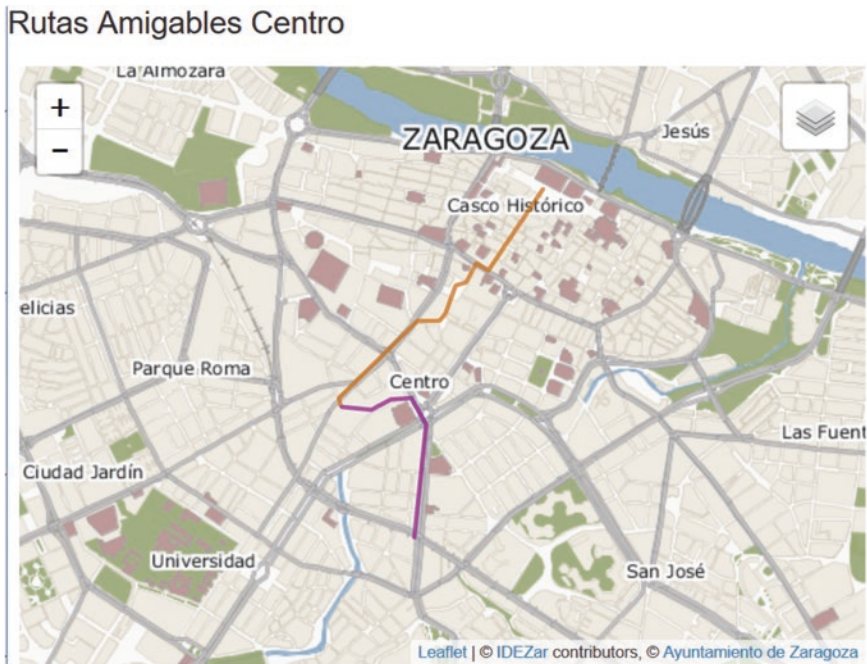 Rutas Amigables Centro
La Almozara
+
−
ZARAGOZA
Jesús
Casco Histórico
elicias
Parque Roma
Centro
Las Fuent
Ciudad Jardín
Universidad
San José
Leaflet | © IDEZar contributors, © Ayuntamiento de Zaragoza